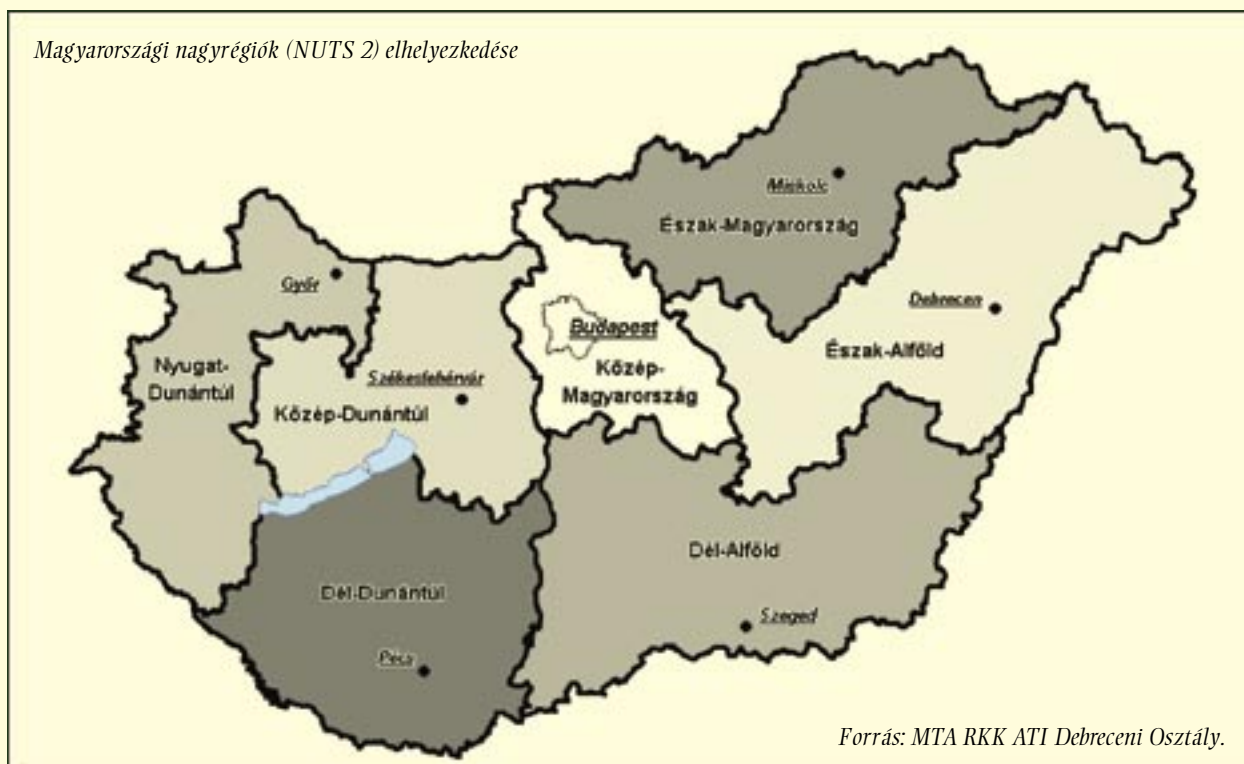 Magyarországi nagyrégiók (NUTS 2) elhelyezkedése
Miskolc
Észak-Magyarország
Győr
Debrecen
Budapest
Észak-Alföld
Nyugat-
Dunántúl
Székesfehérvár
Közép-
Magyarország
Közép-Dunántúl
Dél-Alföld
Dél-Dunántúl
Szeged
Pécs
Forrás: MTA RKK ATI Debreceni Osztály.